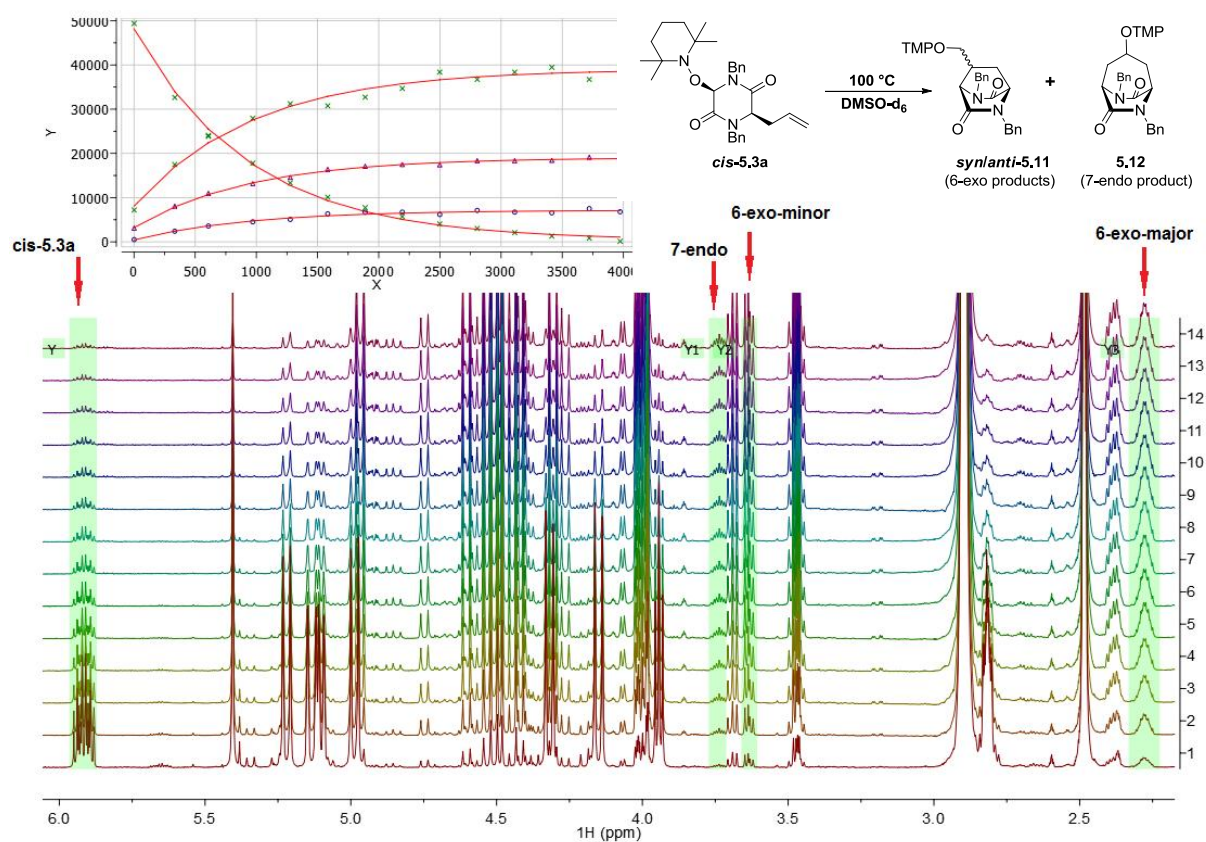 50000
40000
30000
20000
10000
0
Y
0 500 1000 1500 2000 2500 3000 3500 4000
X
N
O
NBn
O
O
N
Bn
cis-5.3a
100 °C
DMSO-d6
TMPO
Bn
N
O
O
N
Bn
syn/anti-5.11
(6-exo products)
+
OTMP
Bn
N
O
O
N
Bn
5.12
(7-endo product)
cis-5.3a
7-endo
6-exo-minor
6-exo-major
Y
Y1
Y2
Y3
14
13
12
11
10
9
8
7
6
5
4
3
2
1
6.0 5.5 5.0 4.5 4.0 3.5 3.0 2.5
1H (ppm)